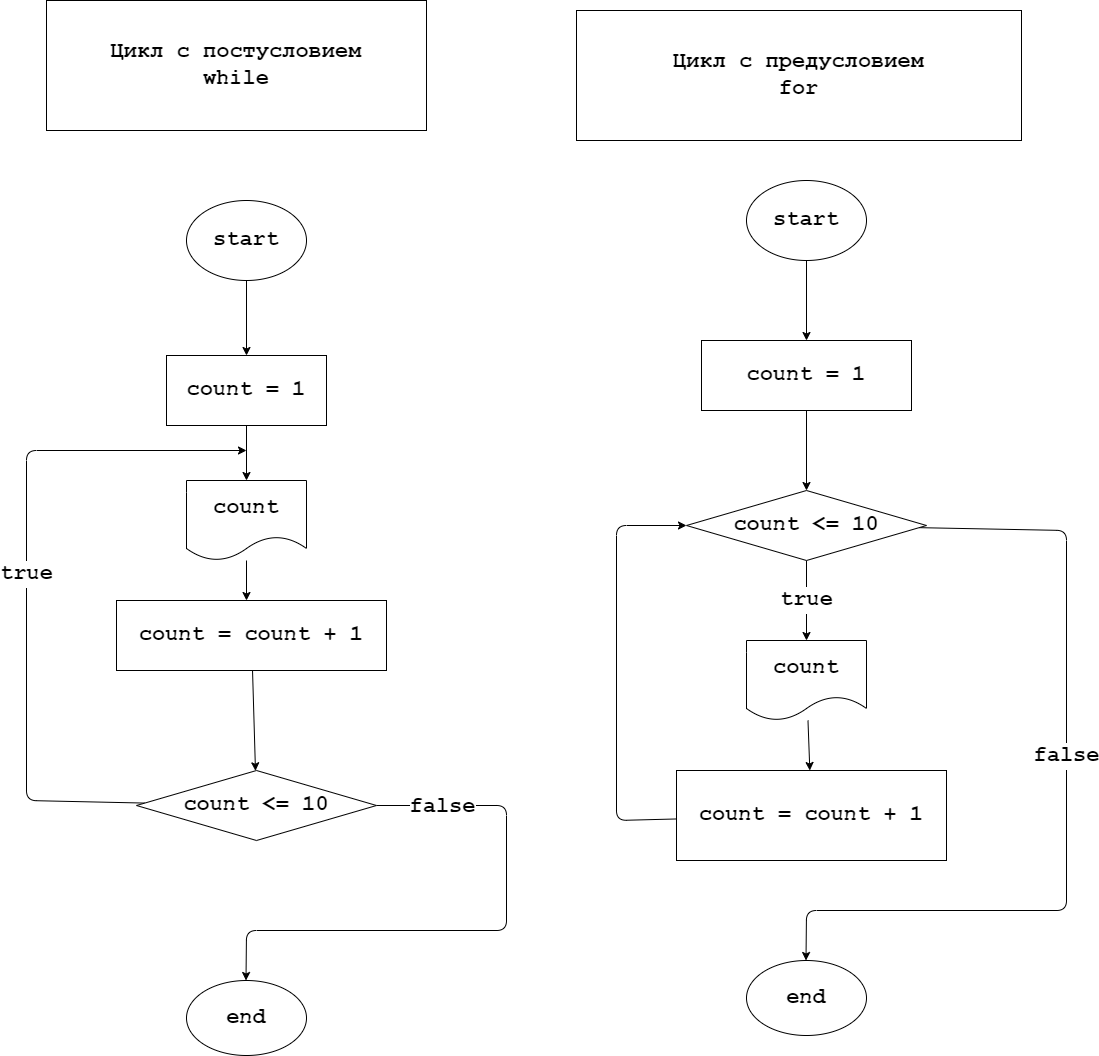 Цикл с постусловием
while
start
count = 1
count
true
count = count + 1
count <= 10
false
end
Цикл с предусловием
for
start
count = 1
count <= 10
true
count
false
count = count + 1
end